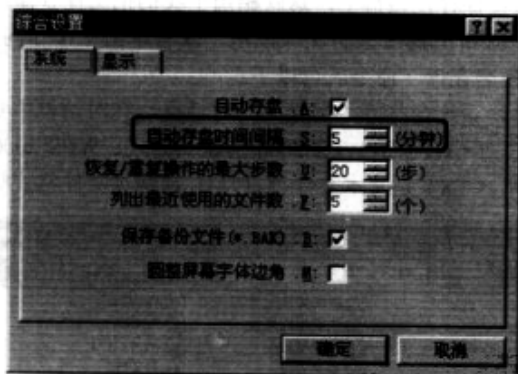 综合设置
系统 显示
自动存盘 .A:
自动存盘时间间隔 .S: 5 (分钟)
恢复/重复操作的最大步数 .U: 20 (步)
列出最近使用的文件数 .F: 5 (个)
保存备份文件(*.BAK) .B:
圆整屏幕字体边角 .M:
确定 取消